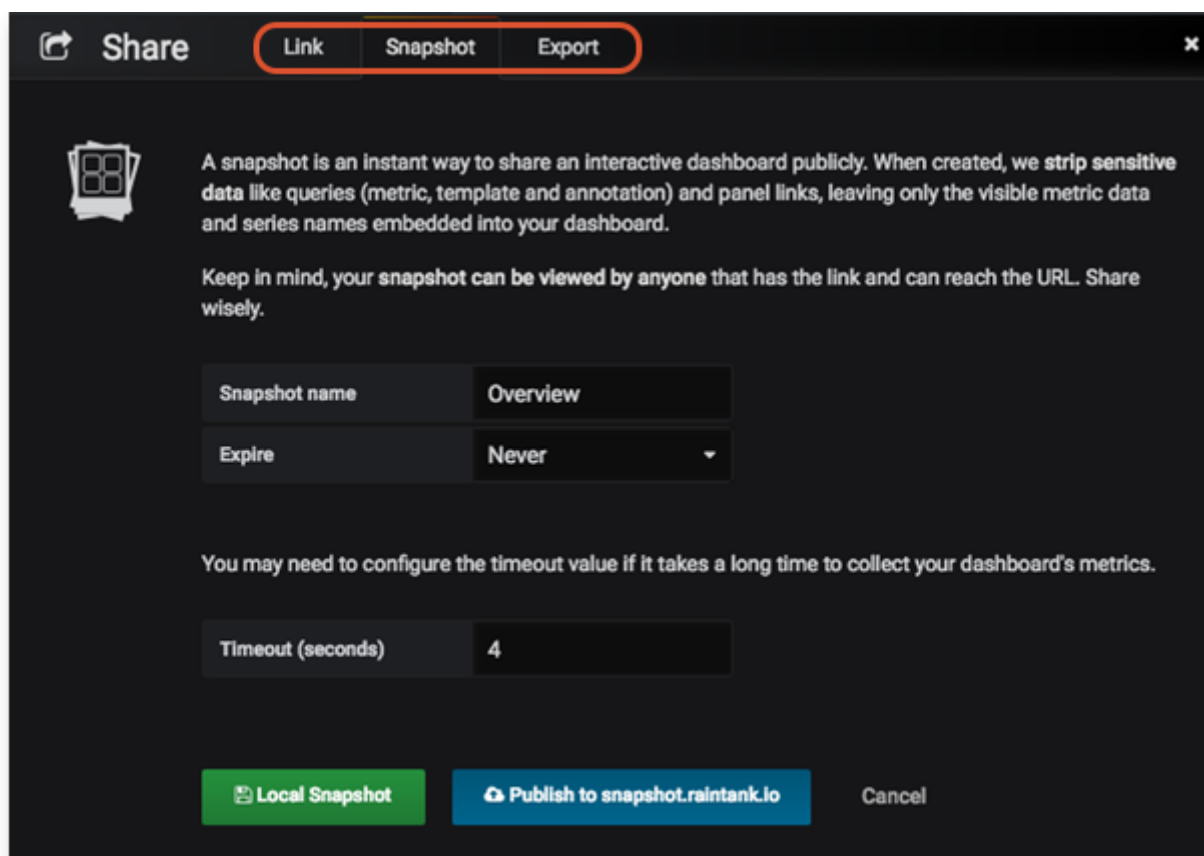 Share Link Snapshot Export ×
A snapshot is an instant way to share an interactive dashboard publicly. When created, we strip sensitive
data like queries (metric, template and annotation) and panel links, leaving only the visible metric data
and series names embedded into your dashboard.
Keep in mind, your snapshot can be viewed by anyone that has the link and can reach the URL. Share
wisely.
Snapshot name Overview
Expire Never
You may need to configure the timeout value if it takes a long time to collect your dashboard's metrics.
Timeout (seconds) 4
Local Snapshot Publish to snapshot.raintank.io Cancel